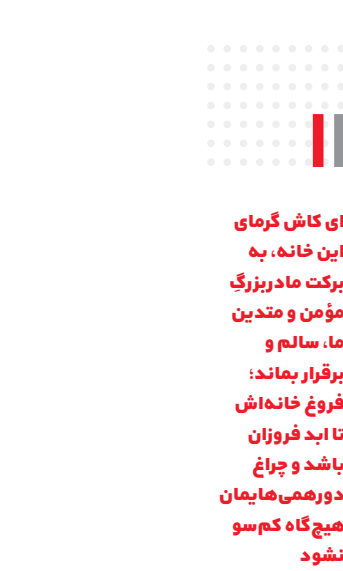 ای کاش گرمای
این خانه، به
برکت مادربزرگِ
مؤمن و متدین
ما، سالم و
برقرار بماند؛
فروغ خانه‌اش
تا ابد فروزان
باشد و چراغ
دورهمی‌هایمان
هیچ‌گاه کم‌سو
نشود